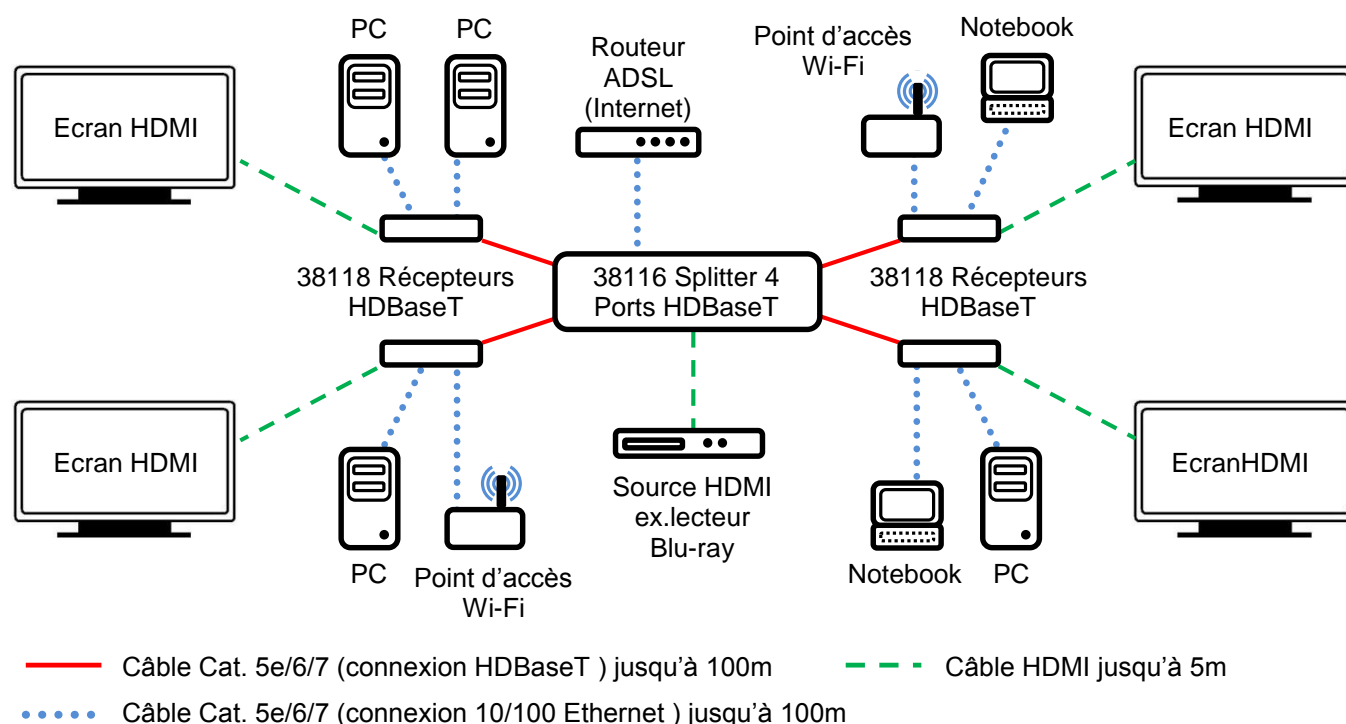 PC
PC
Routeur
ADSL
(Internet)
Point d’accès
Wi-Fi
Notebook
Ecran HDMI
Ecran HDMI
38118 Récepteurs
HDBaseT
38116 Splitter 4
Ports HDBaseT
38118 Récepteurs
HDBaseT
Ecran HDMI
EcranHDMI
Source HDMI
ex.lecteur
Blu-ray
PC
Point d’accès
Wi-Fi
Notebook
PC
Câble Cat. 5e/6/7 (connexion HDBaseT ) jusqu’à 100m
Câble HDMI jusqu’à 5m
Câble Cat. 5e/6/7 (connexion 10/100 Ethernet ) jusqu’à 100m